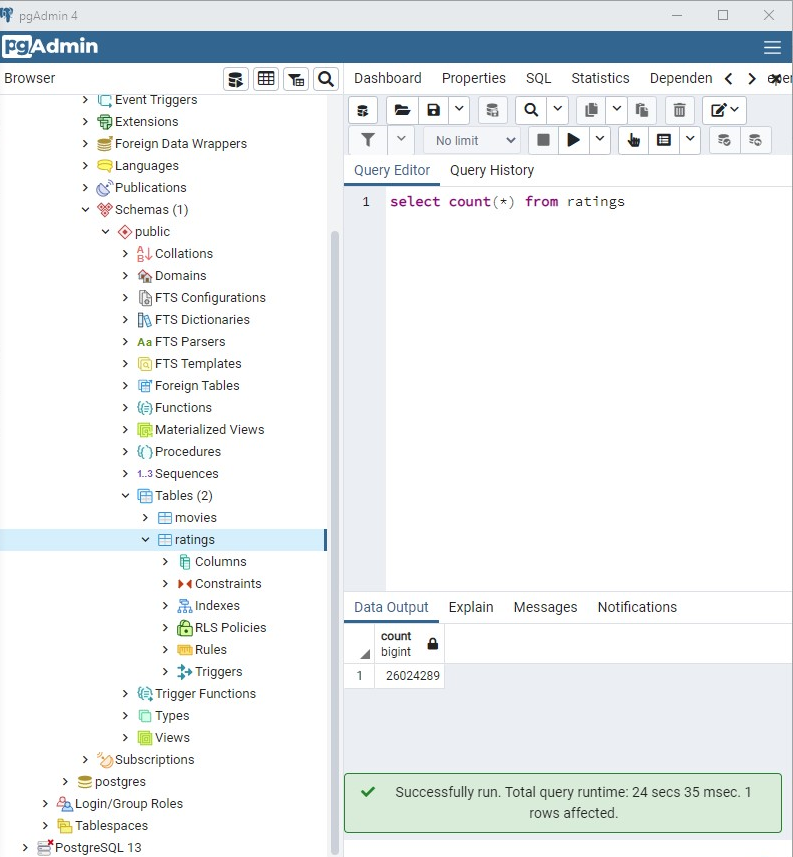 pgAdmin 4
pgAdmin
Browser
Dashboard Properties SQL Statistics Dependen
Event Triggers
Extensions
Foreign Data Wrappers
Languages
Publications
Schemas (1)
public
Collations
Domains
FTS Configurations
FTS Dictionaries
Aa FTS Parsers
FTS Templates
Foreign Tables
Functions
Materialized Views
Procedures
1..3 Sequences
Tables (2)
movies
ratings
Columns
Constraints
Indexes
RLS Policies
Rules
Triggers
Trigger Functions
Types
Views
Subscriptions
postgres
Login/Group Roles
Tablespaces
PostgreSQL 13
No limit
Query Editor Query History
1 select count(*) from ratings
Data Output Explain Messages Notifications
count
bigint
1 26024289
Successfully run. Total query runtime: 24 secs 35 msec. 1
rows affected.